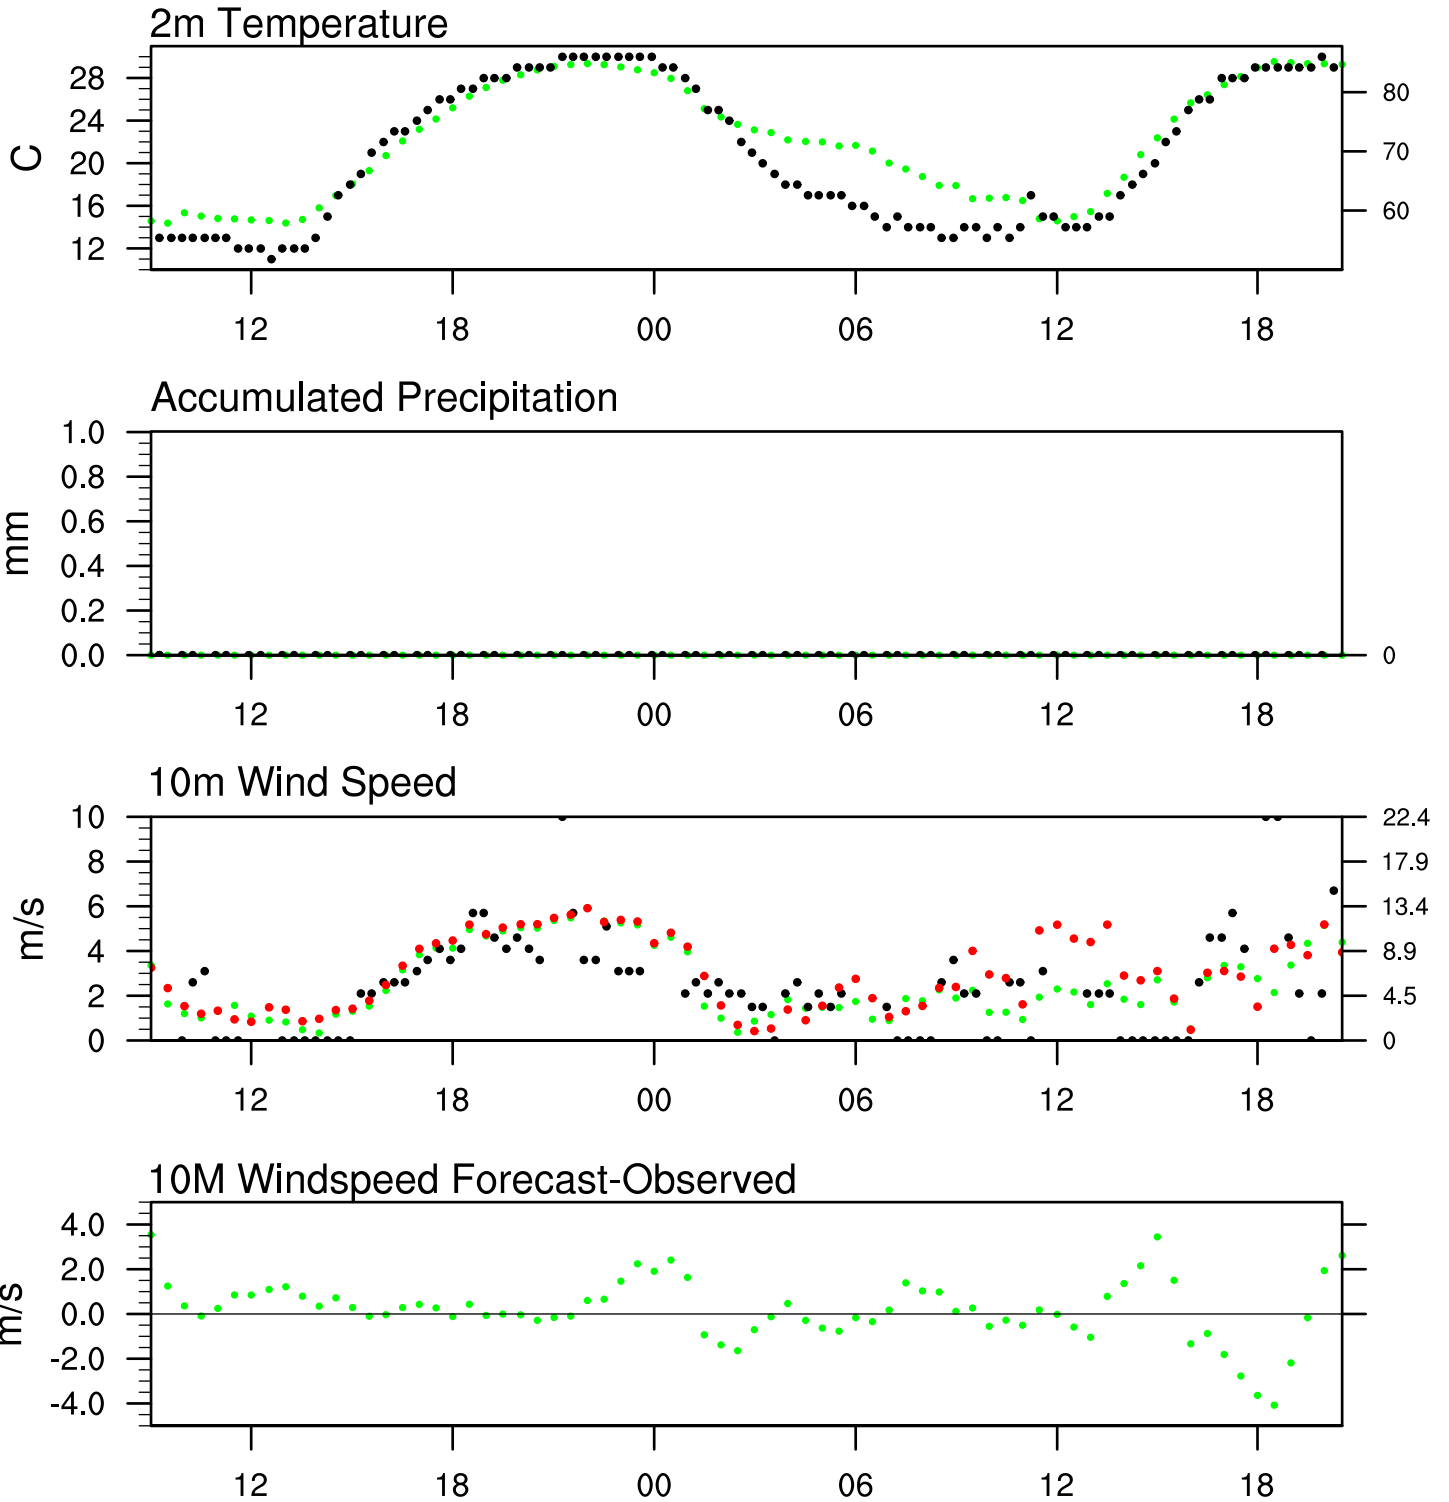 2m Temperature
C
28
24
20
16
12
80
70
60
12 18 00 06 12 18
Accumulated Precipitation
mm
1.0
0.8
0.6
0.4
0.2
0.0
0
12 18 00 06 12 18
10m Wind Speed
m/s
10
8
6
4
2
0
22.4
17.9
13.4
8.9
4.5
0
12 18 00 06 12 18
10M Windspeed Forecast-Observed
m/s
4.0
2.0
0.0
-2.0
-4.0
12 18 00 06 12 18